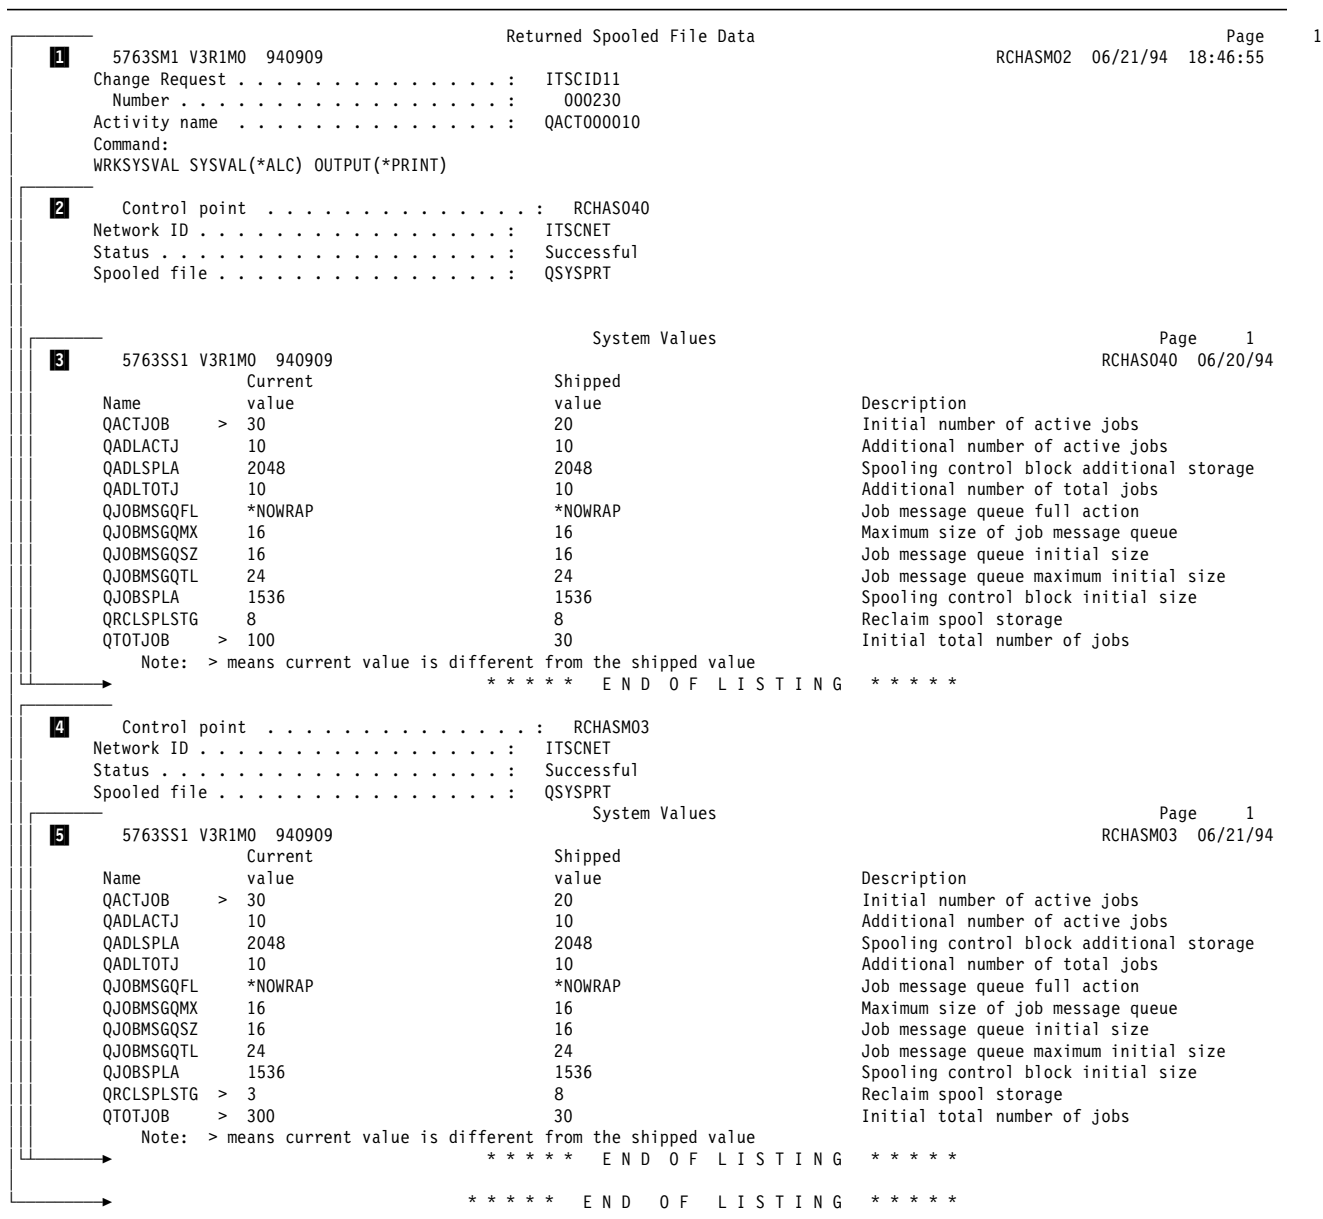 Returned Spooled File Data Page 1
1 5763SM1 V3R1M0 940909 RCHASM02 06/21/94 18:46:55
Change Request . . . . . . . . . . . . . . : ITSCID11
Number . . . . . . . . . . . . . . . . . : 000230
Activity name . . . . . . . . . . . . . . : QACT000010
Command:
WRKSYSVAL SYSVAL(*ALC) OUTPUT(*PRINT)
2 Control point . . . . . . . . . . . . . . : RCHAS040
Network ID . . . . . . . . . . . . . . . . : ITSCNET
Status . . . . . . . . . . . . . . . . . . : Successful
Spooled file . . . . . . . . . . . . . . . : QSYSPRT
System Values Page 1
3 5763SS1 V3R1M0 940909 RCHAS040 06/20/94
Current Shipped
Name value value Description
QACTJOB > 30 20 Initial number of active jobs
QADLACTJ 10 10 Additional number of active jobs
QADLSPLA 2048 2048 Spooling control block additional storage
QADLTOTJ 10 10 Additional number of total jobs
QJOBMSGQFL *NOWRAP *NOWRAP Job message queue full action
QJOBMSGQMX 16 16 Maximum size of job message queue
QJOBMSGQSZ 16 16 Job message queue initial size
QJOBMSGQTL 24 24 Job message queue maximum initial size
QJOBSPLA 1536 1536 Spooling control block initial size
QRCLSPLSTG 8 8 Reclaim spool storage
QTOTJOB > 100 30 Initial total number of jobs
Note: > means current value is different from the shipped value
* * * * * E N D O F L I S T I N G * * * * *
4 Control point . . . . . . . . . . . . . . : RCHASM03
Network ID . . . . . . . . . . . . . . . . : ITSCNET
Status . . . . . . . . . . . . . . . . . . : Successful
Spooled file . . . . . . . . . . . . . . . : QSYSPRT
System Values Page 1
5 5763SS1 V3R1M0 940909 RCHASM03 06/21/94
Current Shipped
Name value value Description
QACTJOB > 30 20 Initial number of active jobs
QADLACTJ 10 10 Additional number of active jobs
QADLSPLA 2048 2048 Spooling control block additional storage
QADLTOTJ 10 10 Additional number of total jobs
QJOBMSGQFL *NOWRAP *NOWRAP Job message queue full action
QJOBMSGQMX 16 16 Maximum size of job message queue
QJOBMSGQSZ 16 16 Job message queue initial size
QJOBMSGQTL 24 24 Job message queue maximum initial size
QJOBSPLA 1536 1536 Spooling control block initial size
QRCLSPLSTG > 3 8 Reclaim spool storage
QTOTJOB > 300 30 Initial total number of jobs
Note: > means current value is different from the shipped value
* * * * * E N D O F L I S T I N G * * * * *
* * * * * E N D O F L I S T I N G * * * * *